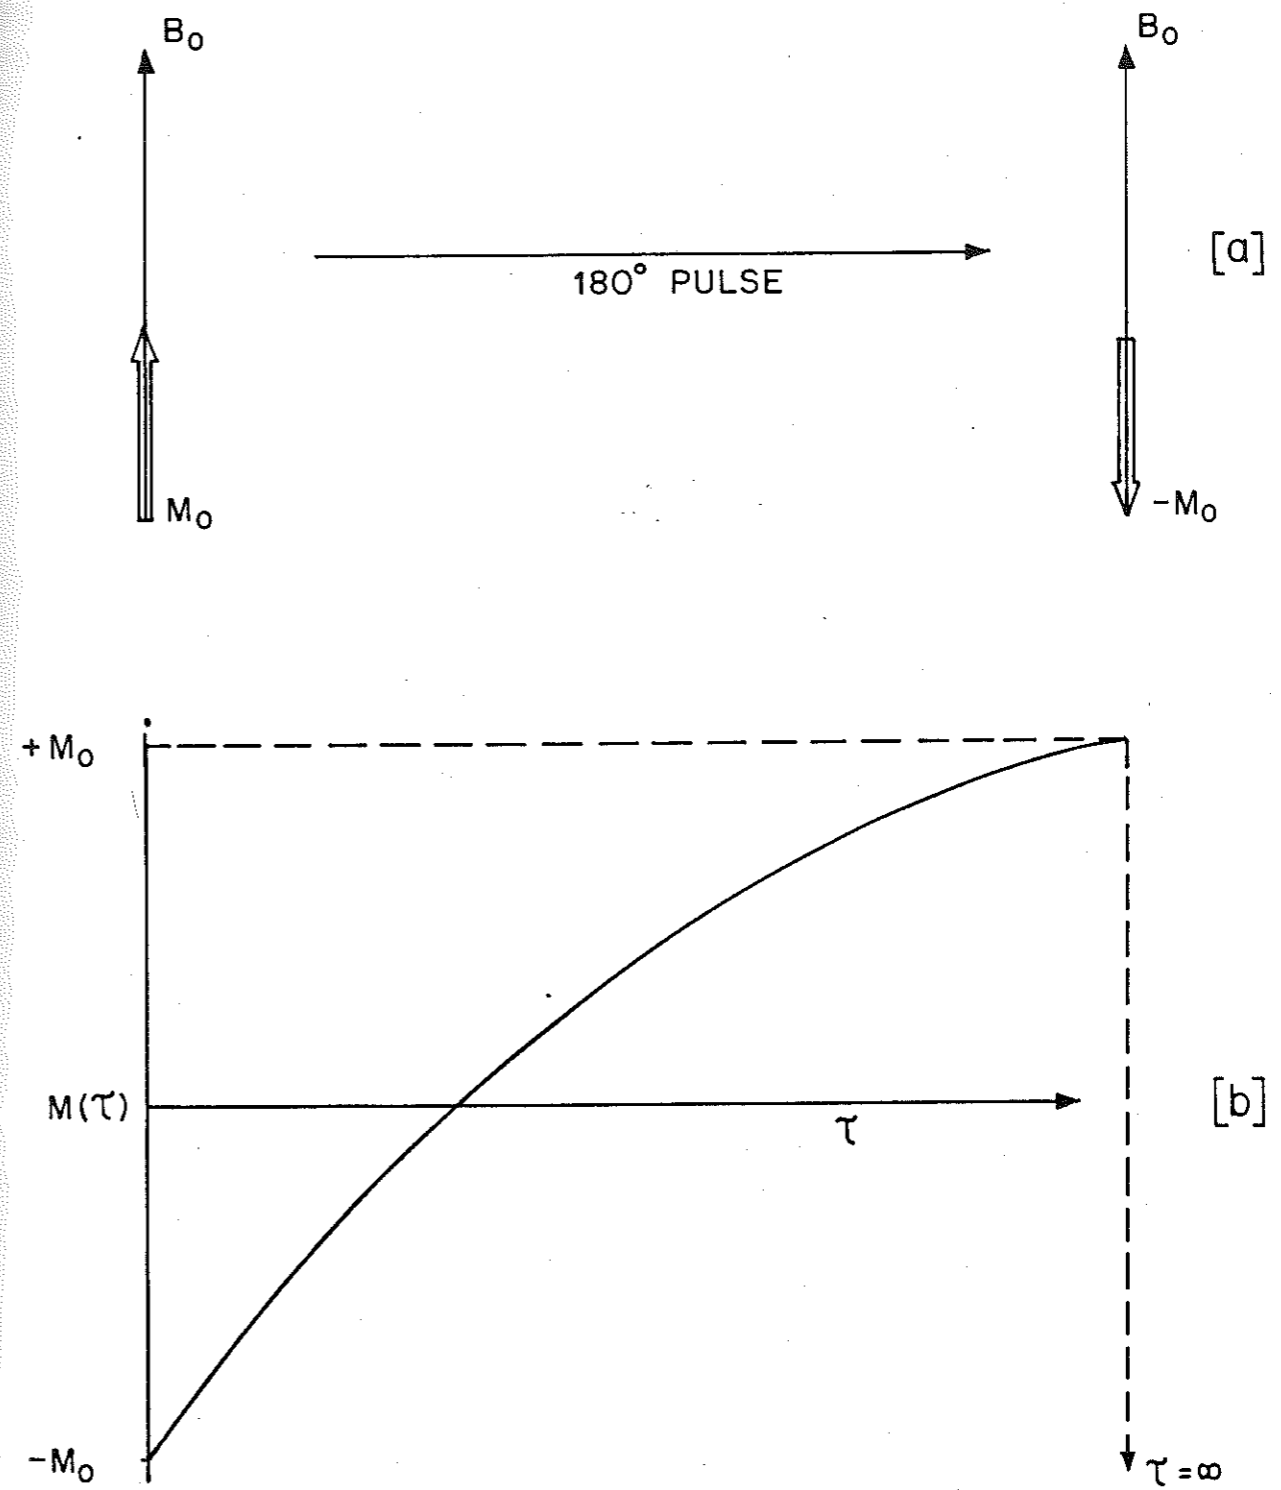 B₀
B₀
180° PULSE
[a]
M₀
-M₀
+M₀
M(τ)
τ
[b]
-M₀
τ=∞